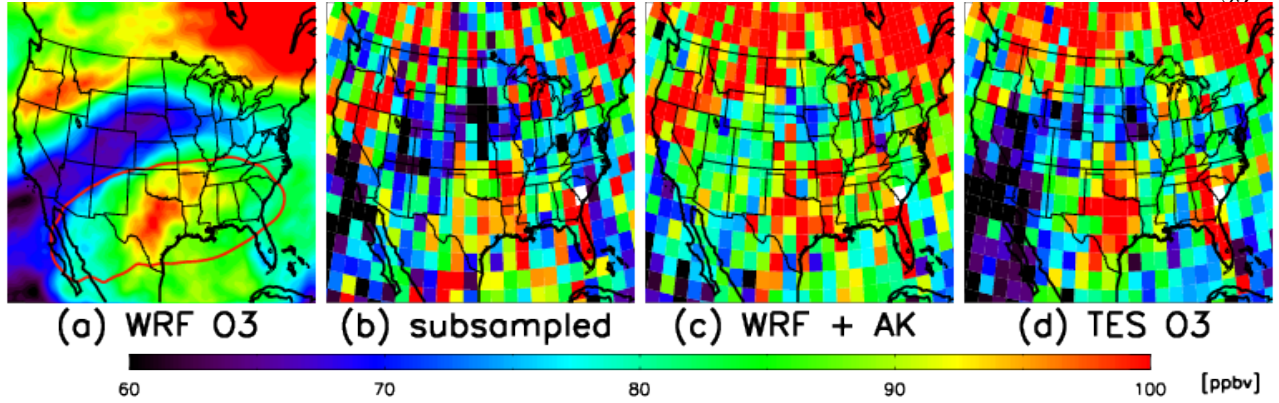 (a) WRF O3 (b) subsampled (c) WRF + AK (d) TES O3
60 70 80 90 100 [ppbv]